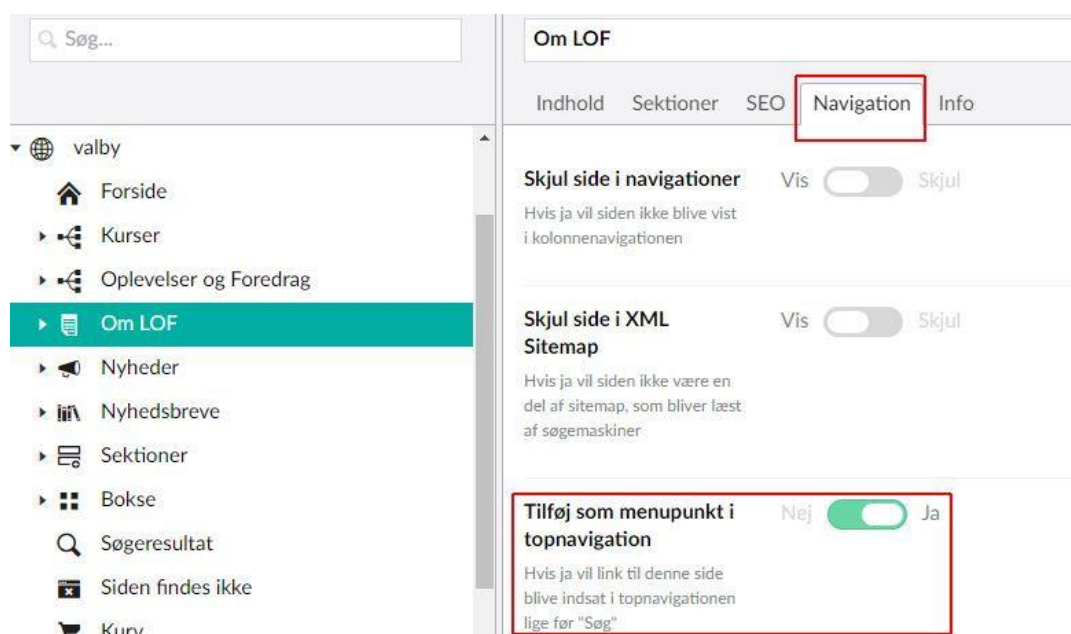 Søg...
valby
Forside
Kurser
Oplevelser og Foredrag
Om LOF
Nyheder
Nyhedsbreve
Sektioner
Bokse
Søgeresultat
Siden findes ikke
Kurv
Om LOF
Indhold Sektioner SEO Navigation Info
Skjul side i navigationer Vis Skjul
Hvis ja vil siden ikke blive vist
i kolonnenavigationen
Skjul side i XML Vis Skjul
Sitemap
Hvis ja vil siden ikke være en
del af sitemap, som bliver læst
af søgemaskiner
Tilføj som menupunkt i Nej Ja
topnavigation
Hvis ja vil link til denne side
blive indsat i topnavigationen
lige før "Søg"